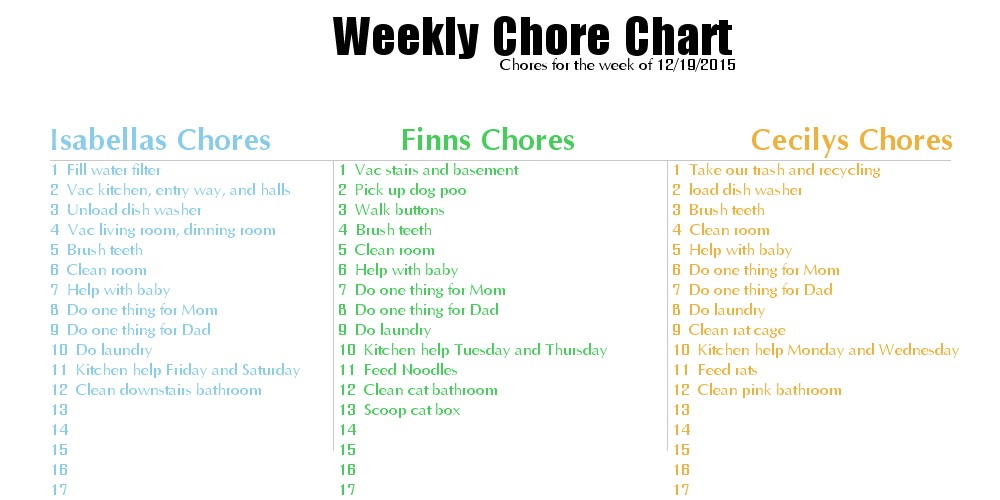 Weekly Chore Chart
Chores for the week of 12/19/2015
Isabellas Chores
1 Fill water filter
2 Vac kitchen, entry way, and halls
3 Unload dish washer
4 Vac living room, dinning room
5 Brush teeth
6 Clean room
7 Help with baby
8 Do one thing for Mom
9 Do one thing for Dad
10 Do laundry
11 Kitchen help Friday and Saturday
12 Clean downstairs bathroom
13
14
15
16
17
Finns Chores
1 Vac stairs and basement
2 Pick up dog poo
3 Walk buttons
4 Brush teeth
5 Clean room
6 Help with baby
7 Do one thing for Mom
8 Do one thing for Dad
9 Do laundry
10 Kitchen help Tuesday and Thursday
11 Feed Noodles
12 Clean cat bathroom
13 Scoop cat box
14
15
16
17
Cecilys Chores
1 Take our trash and recycling
2 load dish washer
3 Brush teeth
4 Clean room
5 Help with baby
6 Do one thing for Mom
7 Do one thing for Dad
8 Do laundry
9 Clean rat cage
10 Kitchen help Monday and Wednesday
11 Feed rats
12 Clean pink bathroom
13
14
15
16
17